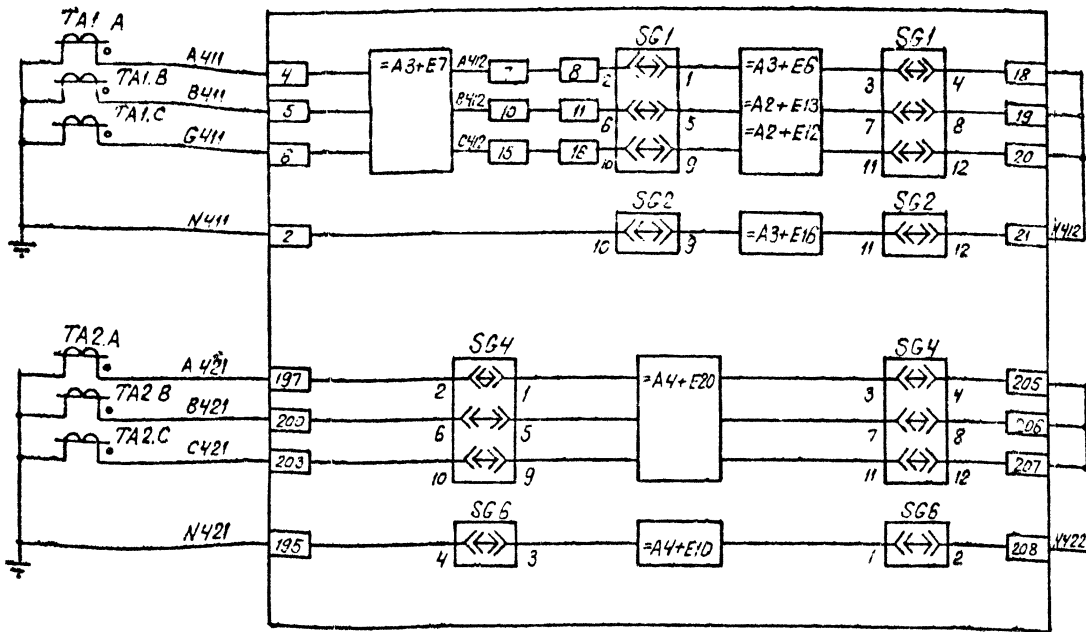 TA1.A
A411
TA1.B
B411
TA1.C
G411
N411
4
5
6
2
=A3+E7
A412
B412
C412
7
8
10
11
15
16
SG1
2
1
6
5
10
9
=A3+E6
=A2+E13
=A2+E12
SG1
3
4
7
8
11
12
18
19
20
SG2
10
9
=A3+E16
SG2
11
12
21
N412
TA2.A
A421
TA2.B
B421
TA2.C
C421
N421
197
200
203
195
SG4
2
1
6
5
10
9
=A4+E20
SG4
3
4
7
8
11
12
205
206
207
SG6
4
3
=A4+E10
SG6
1
2
208
N422